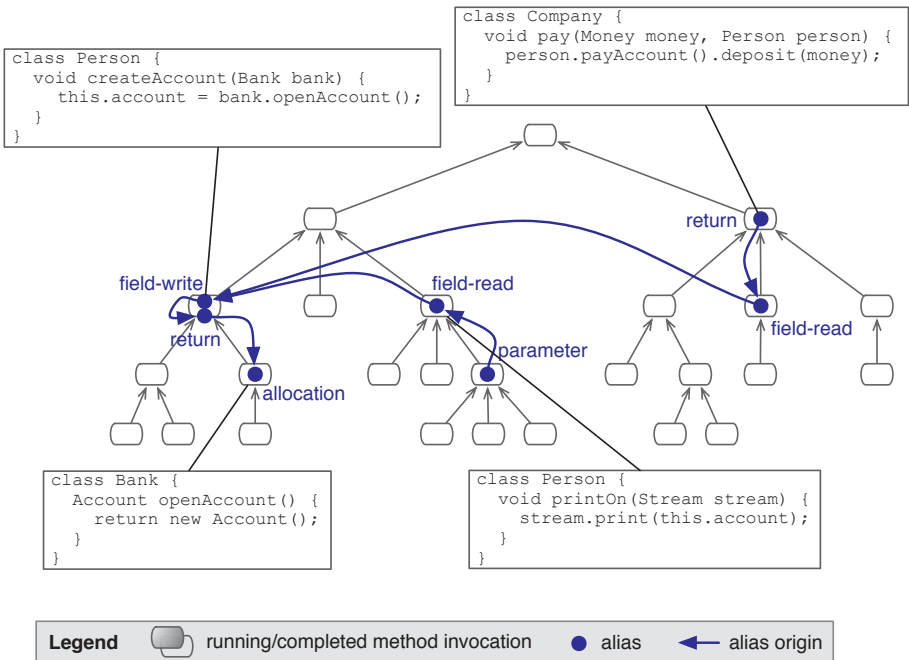 class Company {
void pay(Money money, Person person) {
person.payAccount().deposit(money);
}
}
class Person {
void createAccount(Bank bank) {
this.account = bank.openAccount();
}
}
return
field-write
field-read
return
field-read
parameter
allocation
class Bank {
Account openAccount() {
return new Account();
}
}
class Person {
void printOn(Stream stream) {
stream.print(this.account);
}
}
Legend running/completed method invocation alias alias origin